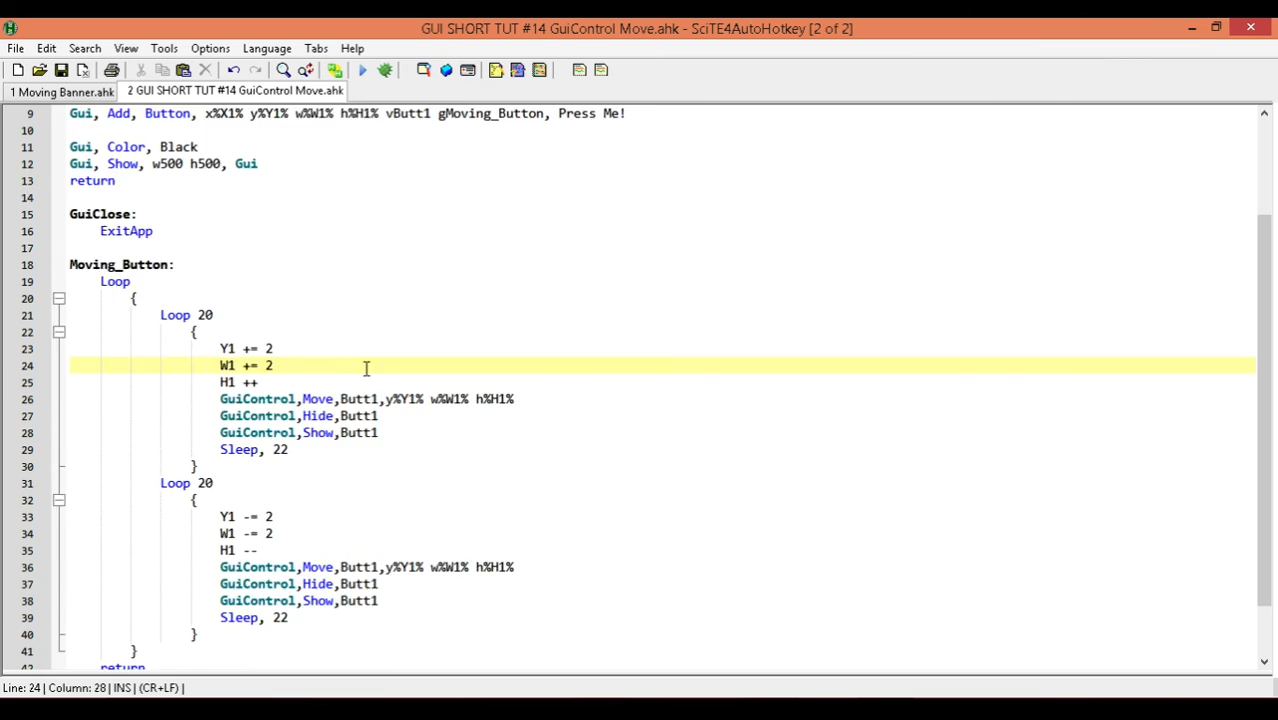 GUI SHORT TUT #14 GuiControl Move.ahk - SciTE4AutoHotkey [2 of 2]
File Edit Search View Tools Options Language Tabs Help
1 Moving Banner.ahk 2 GUI SHORT TUT #14 GuiControl Move.ahk
9 Gui, Add, Button, x%X1% y%Y1% w%W1% h%H1% vButt1 gMoving_Button, Press Me!
10
11 Gui, Color, Black
12 Gui, Show, w500 h500, Gui
13 return
14
15 GuiClose:
16 ExitApp
17
18 Moving_Button:
19 Loop
20 {
21 Loop 20
22 {
23 Y1 += 2
24 W1 += 2
25 H1 ++
26 GuiControl,Move,Butt1,y%Y1% w%W1% h%H1%
27 GuiControl,Hide,Butt1
28 GuiControl,Show,Butt1
29 Sleep, 22
30 }
31 Loop 20
32 {
33 Y1 -= 2
34 W1 -= 2
35 H1 --
36 GuiControl,Move,Butt1,y%Y1% w%W1% h%H1%
37 GuiControl,Hide,Butt1
38 GuiControl,Show,Butt1
39 Sleep, 22
40 }
41 }
42 return
Line: 24 | Column: 28 | INS | (CR+LF) |